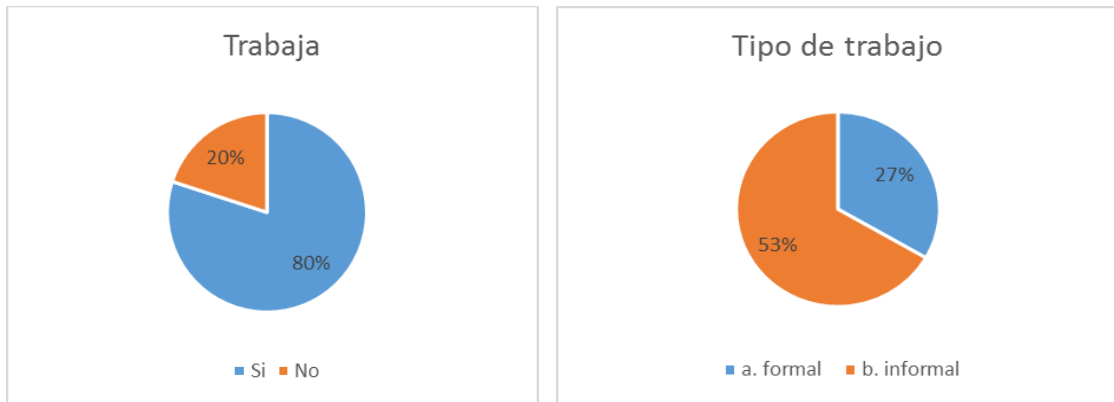 Trabaja
20%
80%
Si No
Tipo de trabajo
27%
53%
a. formal b. informal